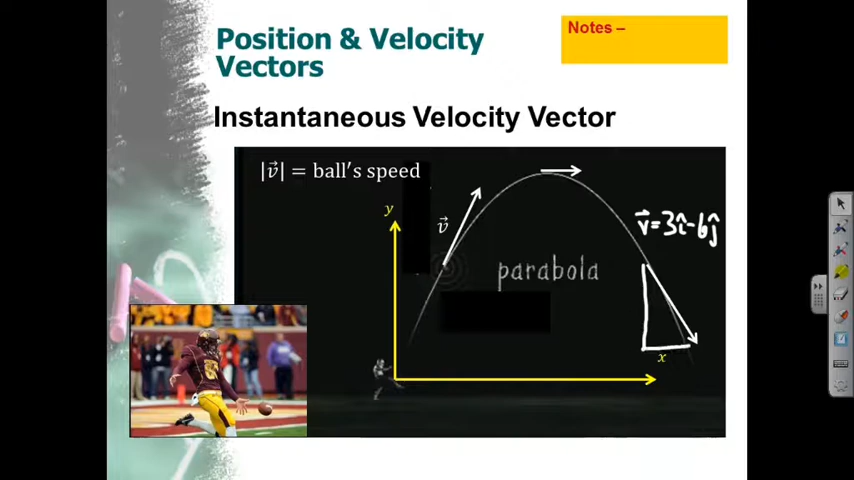 Position & Velocity
Vectors
Notes –
Instantaneous Velocity Vector
|v⃗| = ball's speed
y
v⃗
v⃗=3î-6ĵ
parabola
x